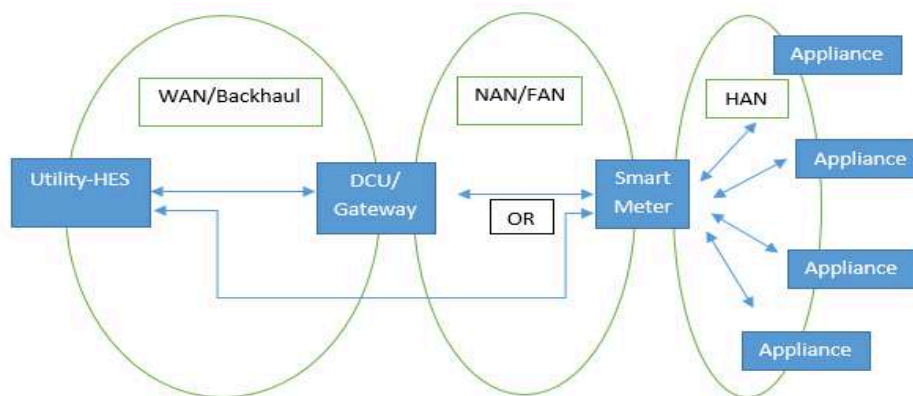 WAN/Backhaul
NAN/FAN
HAN
Appliance
Utility-HES
DCU/
Gateway
OR
Smart
Meter
Appliance
Appliance
Appliance